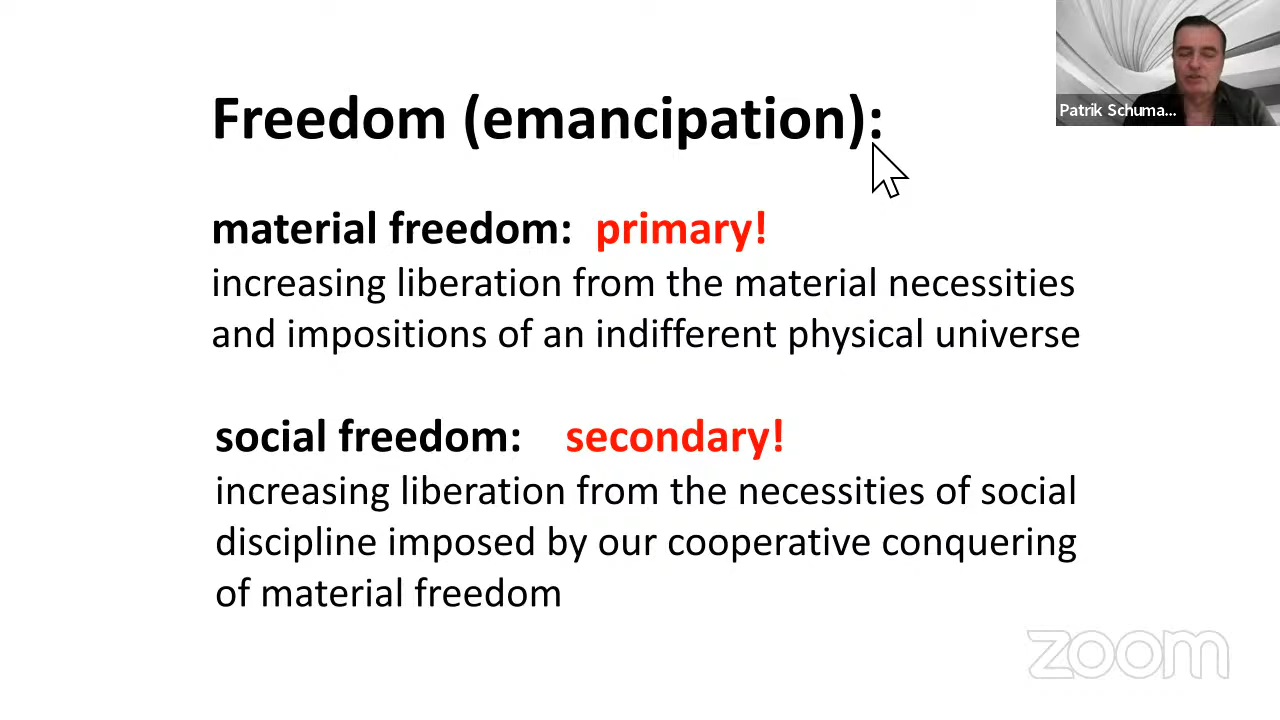 Freedom (emancipation):
Patrik Schuma...
material freedom: primary!
increasing liberation from the material necessities
and impositions of an indifferent physical universe
social freedom: secondary!
increasing liberation from the necessities of social
discipline imposed by our cooperative conquering
of material freedom
zoom